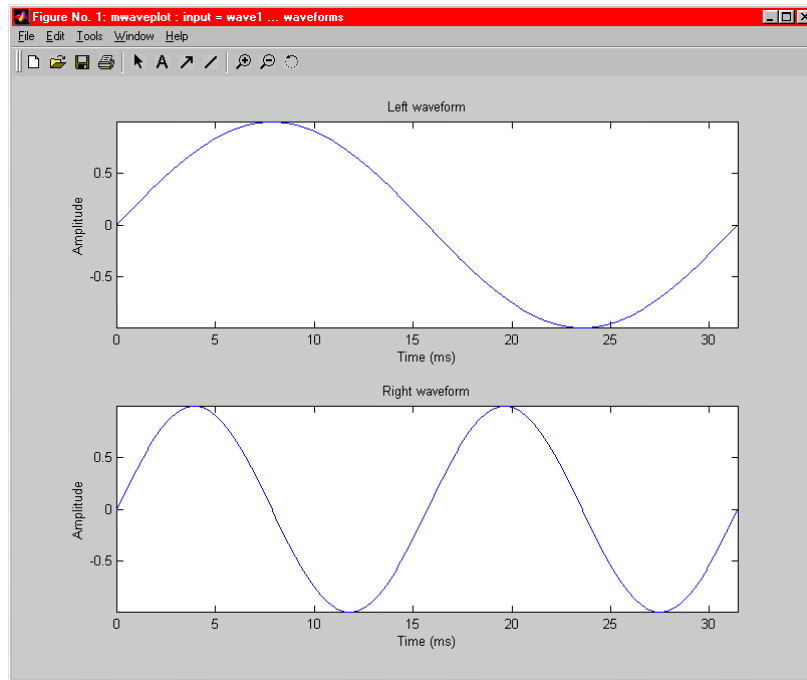 Figure No. 1: mwaveplot : input = wave1 ... waveforms
File Edit Tools Window Help
A
Left waveform
0.5
0
-0.5
Amplitude
0 5 10 15 20 25 30
Time (ms)
Right waveform
0.5
0
-0.5
Amplitude
0 5 10 15 20 25 30
Time (ms)